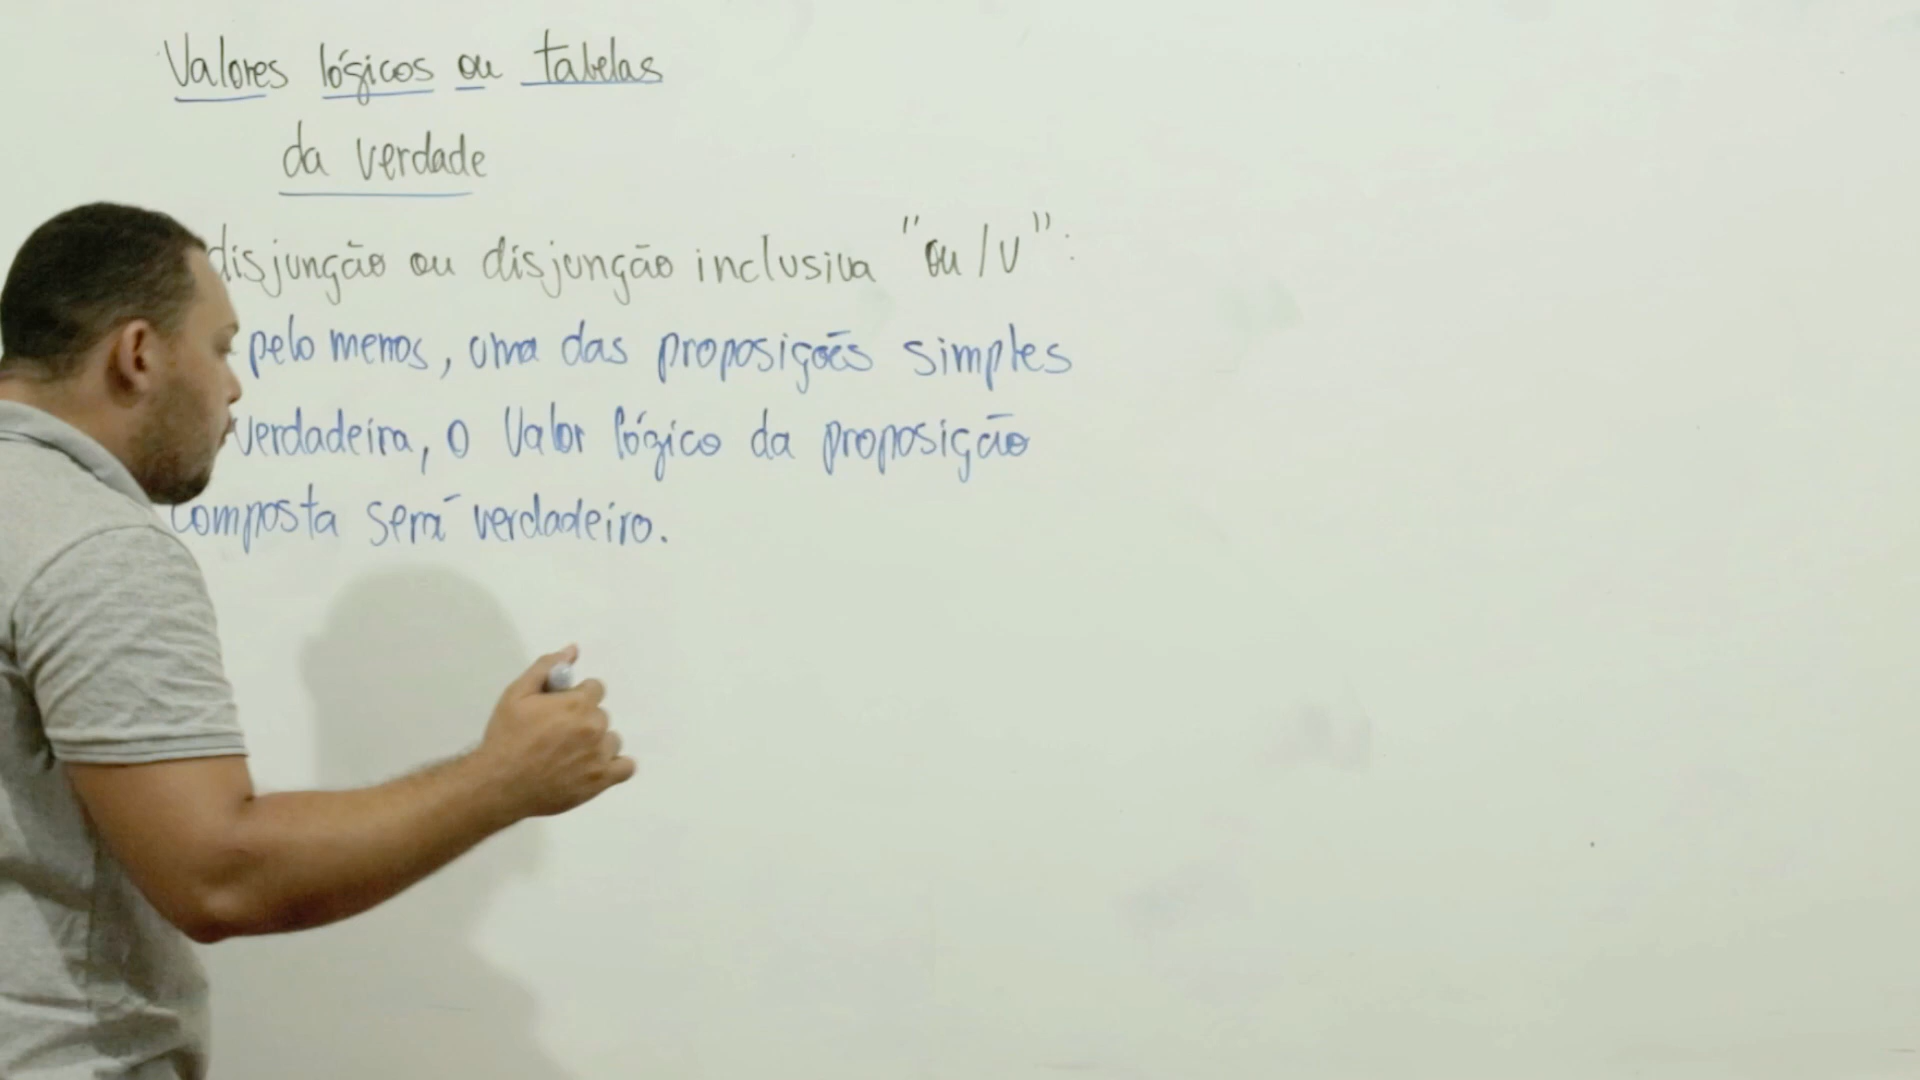 Valores lógicos ou tabelas
da verdade
disjunção ou disjunção inclusiva "ou/v":
pelo menos, uma das proposições simples
verdadeira, o valor lógico da proposição
composta será verdadeiro.